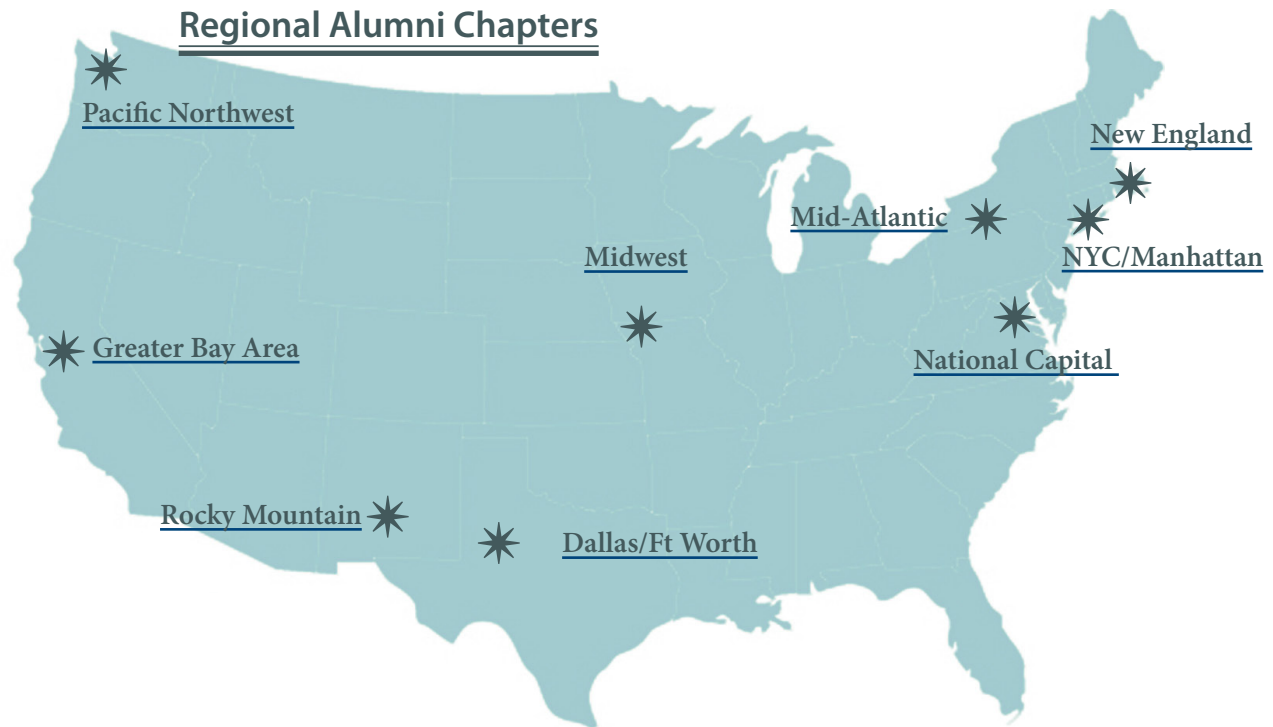 Regional Alumni Chapters
Pacific Northwest
New England
Mid-Atlantic
NYC/Manhattan
Midwest
Greater Bay Area
National Capital
Rocky Mountain
Dallas/Ft Worth